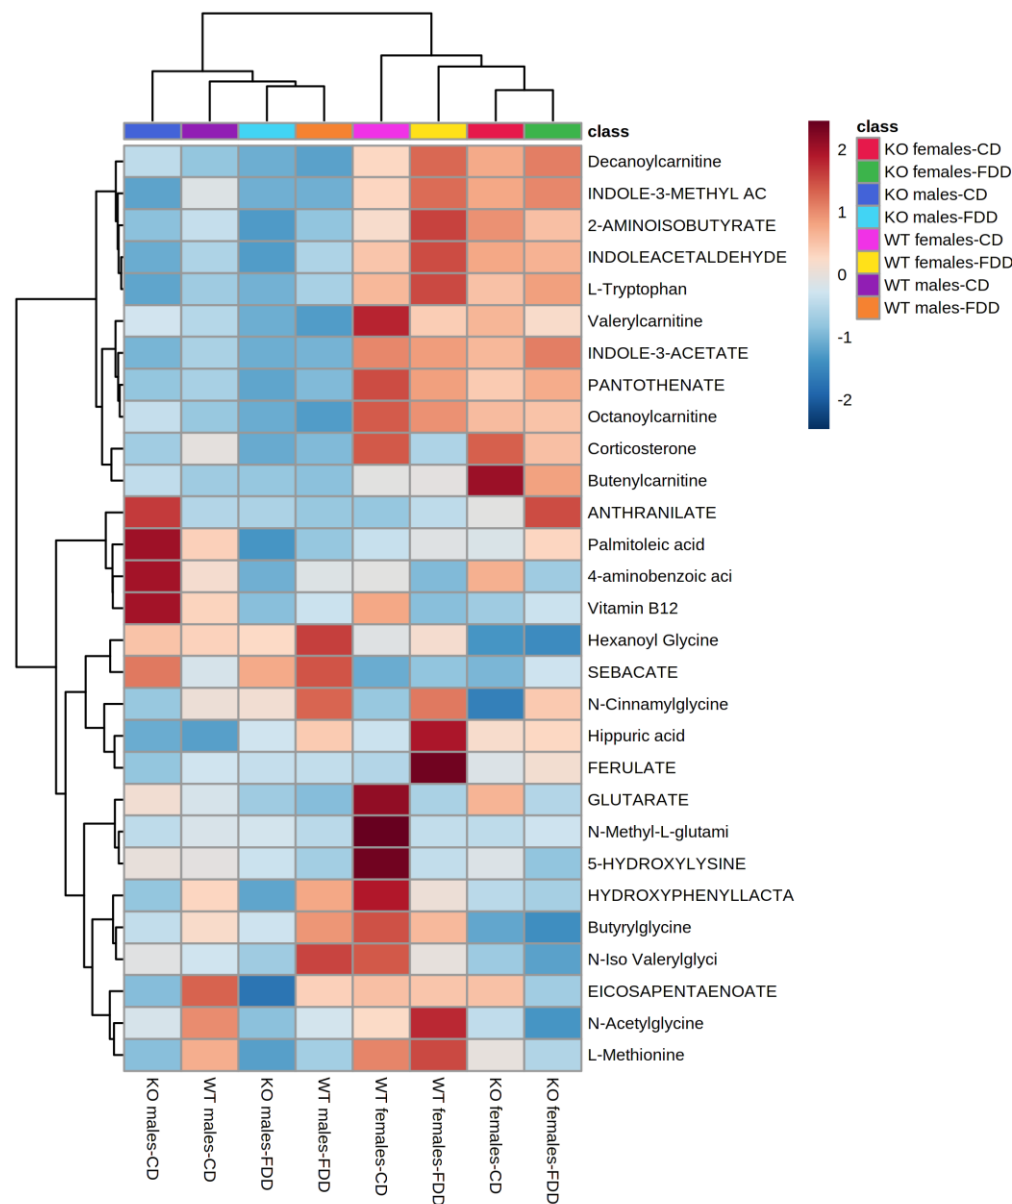 class
Decanoylcarnitine
INDOLE-3-METHYL AC
2-AMINOISOBUTYRATE
INDOLEACETALDEHYDE
L-Tryptophan
Valerylcarnitine
INDOLE-3-ACETATE
PANTOTHENATE
Octanoylcarnitine
Corticosterone
Butenylcarnitine
ANTHRANILATE
Palmitoleic acid
4-aminobenzoic aci
Vitamin B12
Hexanoyl Glycine
SEBACATE
N-Cinnamylglycine
Hippuric acid
FERULATE
GLUTARATE
N-Methyl-L-glutami
5-HYDROXYLYSINE
HYDROXYPHENYLLACTA
Butyrylglycine
N-Iso Valerylglyci
EICOSAPENTAENOATE
N-Acetylglycine
L-Methionine
2
1
0
-1
-2
class
KO females-CD
KO females-FDD
KO males-CD
KO males-FDD
WT females-CD
WT females-FDD
WT males-CD
WT males-FDD
KO males-CD
WT males-CD
KO males-FDD
WT males-FDD
WT females-CD
WT females-FDD
KO females-CD
KO females-FDD